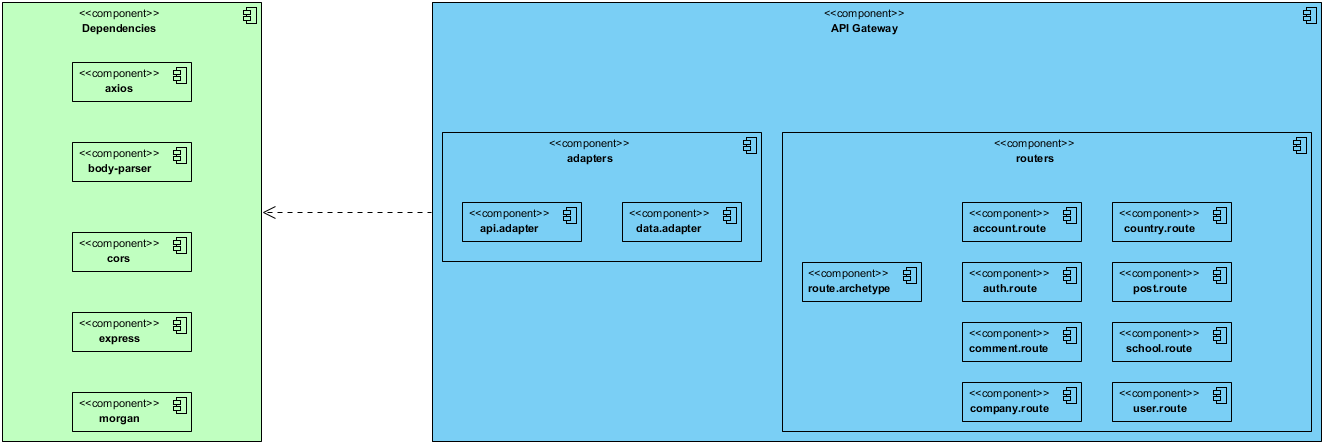 <<component>>
Dependencies
<<component>>
axios
<<component>>
body-parser
<<component>>
cors
<<component>>
express
<<component>>
morgan
<<component>>
API Gateway
<<component>>
adapters
<<component>>
api.adapter
<<component>>
data.adapter
<<component>>
routers
<<component>>
route.archetype
<<component>>
account.route
<<component>>
country.route
<<component>>
auth.route
<<component>>
post.route
<<component>>
comment.route
<<component>>
school.route
<<component>>
company.route
<<component>>
user.route